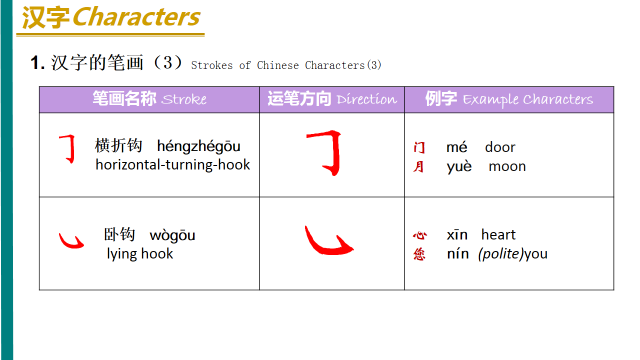 汉字Characters
1. 汉字的笔画（3）Strokes of Chinese Characters(3)
笔画名称 Stroke 运笔方向 Direction 例字 Example Characters
横折钩 héngzhégōu
horizontal-turning-hook
门 mé door
月 yuè moon
卧钩 wògōu
lying hook
心 xīn heart
您 nín (polite)you